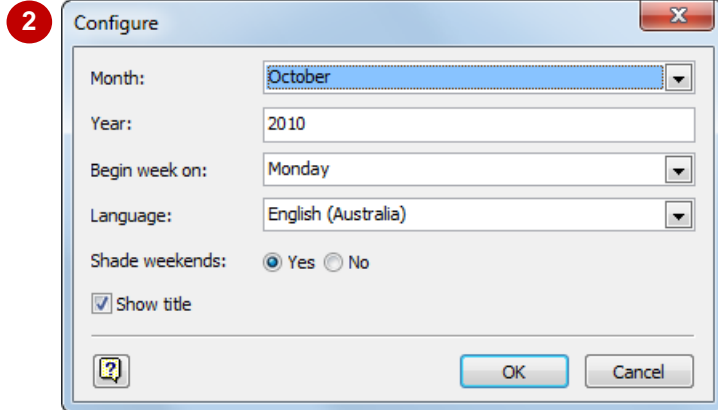 2
Configure
Month: October
Year: 2010
Begin week on: Monday
Language: English (Australia)
Shade weekends: Yes No
Show title
?
OK Cancel